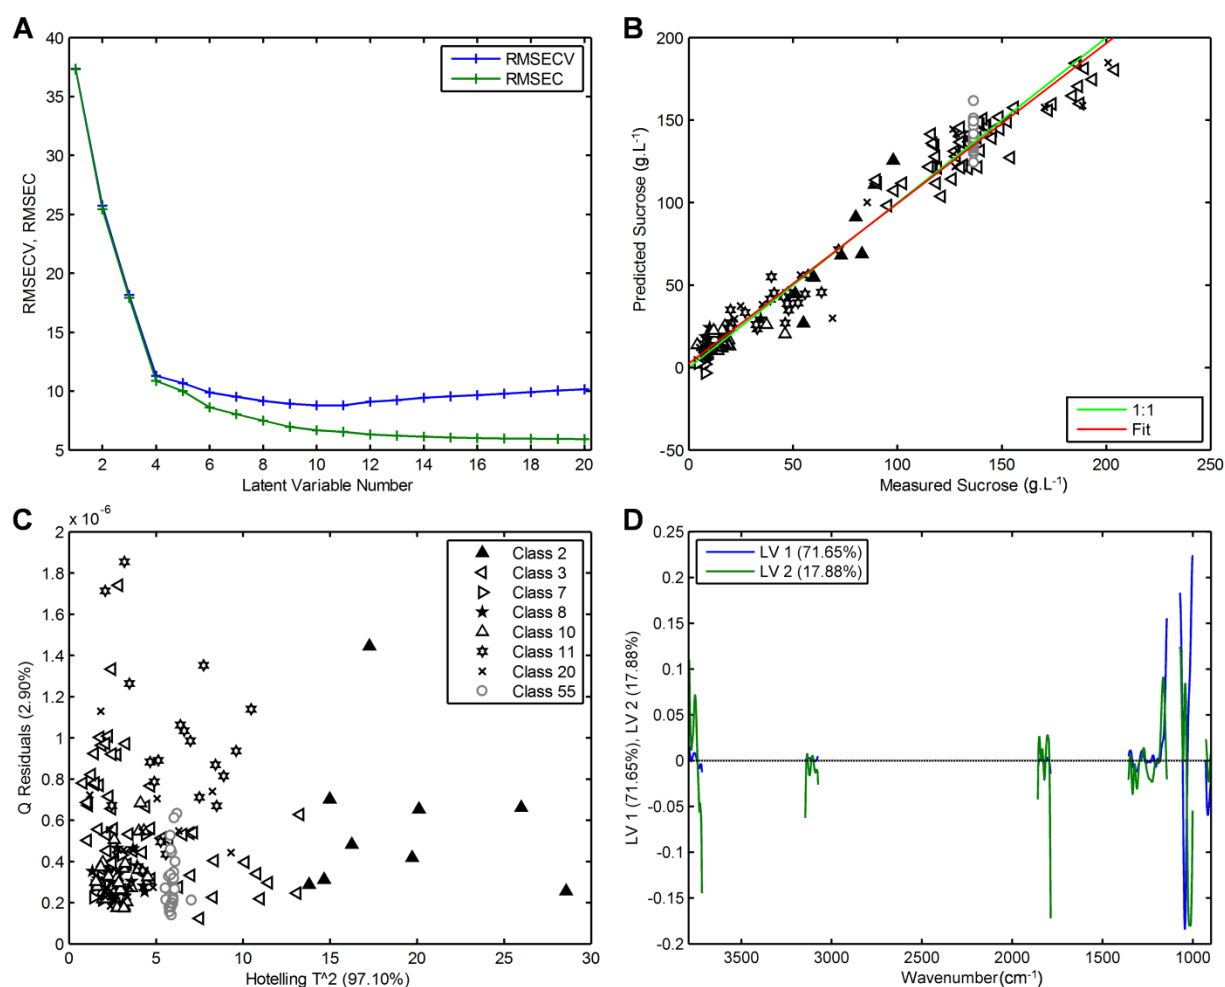 A
RMSECV
RMSEC
RMSECV, RMSEC
40
35
30
25
20
15
10
5
2 4 6 8 10 12 14 16 18 20
Latent Variable Number
B
Predicted Sucrose (g.L⁻¹)
200
150
100
50
0
-50
1:1
Fit
0 50 100 150 200 250
Measured Sucrose (g.L⁻¹)
C
x 10⁻⁶
Q Residuals (2.90%)
2
1.8
1.6
1.4
1.2
1
0.8
0.6
0.4
0.2
0
Class 2
Class 3
Class 7
Class 8
Class 10
Class 11
Class 20
Class 55
0 5 10 15 20 25 30
Hotelling T^2 (97.10%)
D
LV 1 (71.65%)
LV 2 (17.88%)
LV 1 (71.65%), LV 2 (17.88%)
0.25
0.2
0.15
0.1
0.05
0
-0.05
-0.1
-0.15
-0.2
3500 3000 2500 2000 1500 1000
Wavenumber(cm⁻¹)